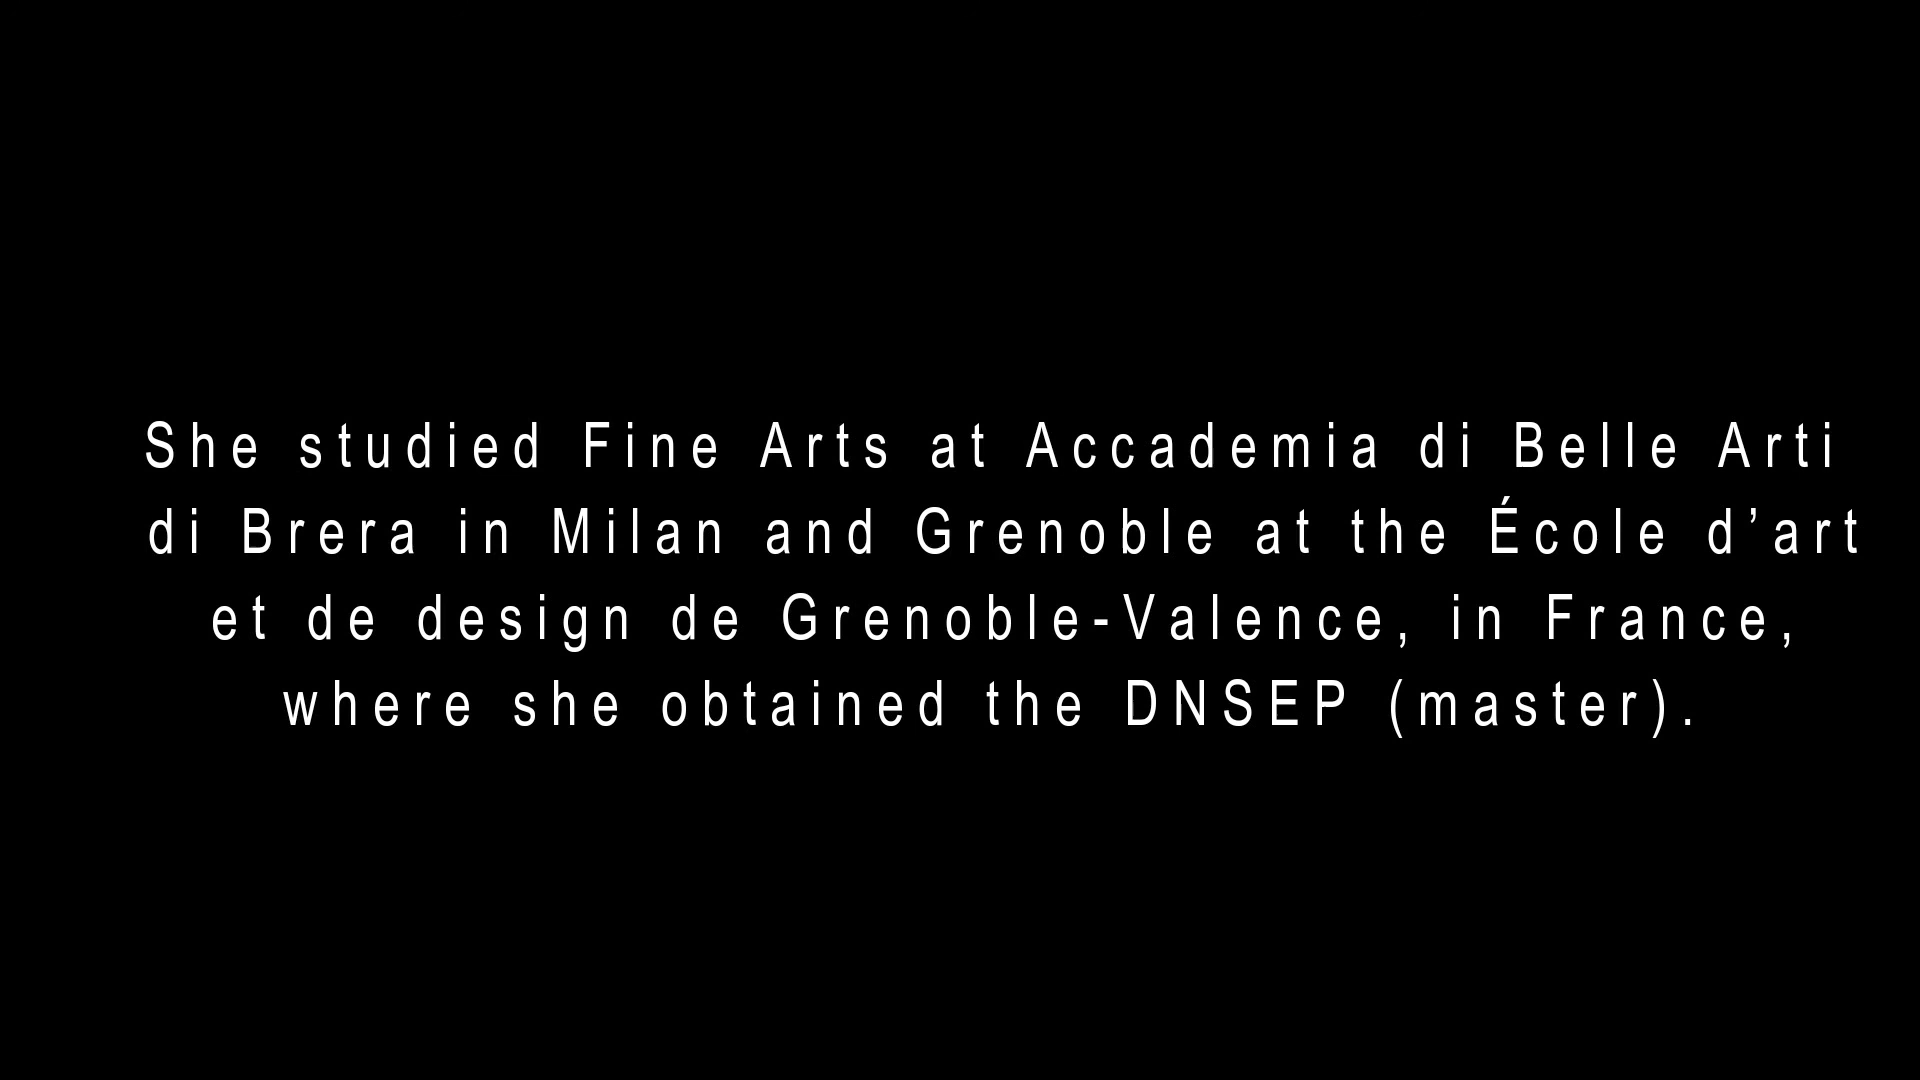 She studied Fine Arts at Accademia di Belle Arti
di Brera in Milan and Grenoble at the École d’art
et de design de Grenoble-Valence, in France,
where she obtained the DNSEP (master).